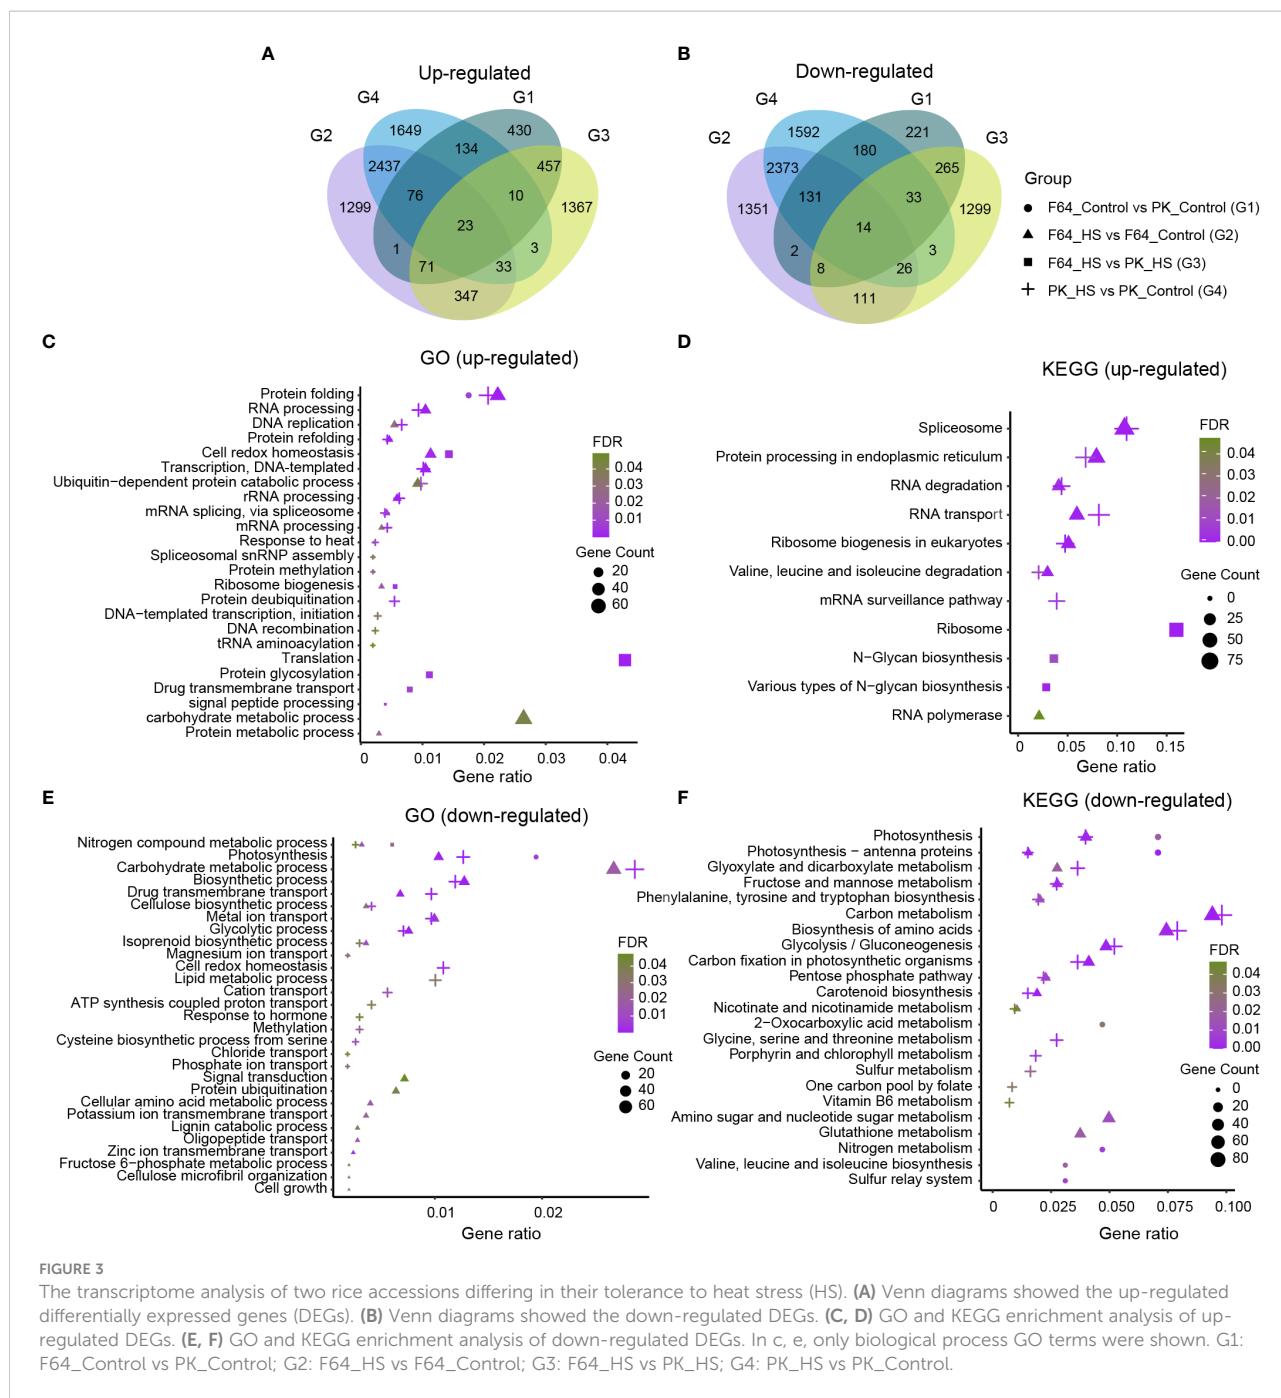 A
Up-regulated
G4
G1
G2
G3
1649
430
134
2437
457
76
10
1299
1367
23
1
3
71
33
347
B
Down-regulated
G4
G1
G2
G3
1592
221
180
2373
265
131
33
1351
1299
14
2
3
8
26
111
Group
F64_Control vs PK_Control (G1)
F64_HS vs F64_Control (G2)
F64_HS vs PK_HS (G3)
PK_HS vs PK_Control (G4)
C
GO (up-regulated)
Protein folding
RNA processing
DNA replication
Protein refolding
Cell redox homeostasis
Transcription, DNA-templated
Ubiquitin-dependent protein catabolic process
rRNA processing
mRNA splicing, via spliceosome
mRNA processing
Response to heat
Spliceosomal snRNP assembly
Protein methylation
Ribosome biogenesis
Protein deubiquitination
DNA-templated transcription, initiation
DNA recombination
tRNA aminoacylation
Translation
Protein glycosylation
Drug transmembrane transport
signal peptide processing
carbohydrate metabolic process
Protein metabolic process
0 0.01 0.02 0.03 0.04
Gene ratio
FDR
0.04
0.03
0.02
0.01
Gene Count
20
40
60
D
KEGG (up-regulated)
Spliceosome
Protein processing in endoplasmic reticulum
RNA degradation
RNA transport
Ribosome biogenesis in eukaryotes
Valine, leucine and isoleucine degradation
mRNA surveillance pathway
Ribosome
N-Glycan biosynthesis
Various types of N-glycan biosynthesis
RNA polymerase
0 0.05 0.10 0.15
Gene ratio
FDR
0.04
0.03
0.02
0.01
0.00
Gene Count
0
25
50
75
E
GO (down-regulated)
Nitrogen compound metabolic process
Photosynthesis
Carbohydrate metabolic process
Biosynthetic process
Drug transmembrane transport
Cellulose biosynthetic process
Metal ion transport
Glycolytic process
Isoprenoid biosynthetic process
Magnesium ion transport
Cell redox homeostasis
Lipid metabolic process
Cation transport
ATP synthesis coupled proton transport
Response to hormone
Methylation
Cysteine biosynthetic process from serine
Chloride transport
Phosphate ion transport
Signal transduction
Protein ubiquitination
Cellular amino acid metabolic process
Potassium ion transmembrane transport
Lignin catabolic process
Oligopeptide transport
Zinc ion transmembrane transport
Fructose 6-phosphate metabolic process
Cellulose microfibril organization
Cell growth
0.01 0.02
Gene ratio
FDR
0.04
0.03
0.02
0.01
Gene Count
20
40
60
F
KEGG (down-regulated)
Photosynthesis
Photosynthesis - antenna proteins
Glyoxylate and dicarboxylate metabolism
Fructose and mannose metabolism
Phenylalanine, tyrosine and tryptophan biosynthesis
Carbon metabolism
Biosynthesis of amino acids
Glycolysis / Gluconeogenesis
Carbon fixation in photosynthetic organisms
Pentose phosphate pathway
Carotenoid biosynthesis
Nicotinate and nicotinamide metabolism
2-Oxocarboxylic acid metabolism
Glycine, serine and threonine metabolism
Porphyrin and chlorophyll metabolism
Sulfur metabolism
One carbon pool by folate
Vitamin B6 metabolism
Amino sugar and nucleotide sugar metabolism
Glutathione metabolism
Nitrogen metabolism
Valine, leucine and isoleucine biosynthesis
Sulfur relay system
0 0.025 0.050 0.075 0.100
Gene ratio
FDR
0.04
0.03
0.02
0.01
0.00
Gene Count
0
20
40
60
80
FIGURE 3
The transcriptome analysis of two rice accessions differing in their tolerance to heat stress (HS). (A) Venn diagrams showed the up-regulated
differentially expressed genes (DEGs). (B) Venn diagrams showed the down-regulated DEGs. (C, D) GO and KEGG enrichment analysis of up-
regulated DEGs. (E, F) GO and KEGG enrichment analysis of down-regulated DEGs. In c, e, only biological process GO terms were shown. G1:
F64_Control vs PK_Control; G2: F64_HS vs F64_Control; G3: F64_HS vs PK_HS; G4: PK_HS vs PK_Control.